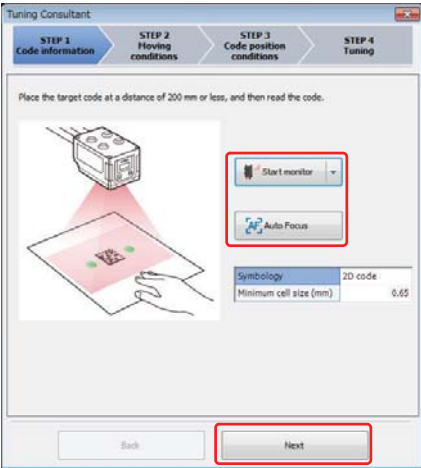 Tuning Consultant
STEP 1
Code information
STEP 2
Moving
conditions
STEP 3
Code position
conditions
STEP 4
Tuning
Place the target code at a distance of 200 mm or less, and then read the code.
Start monitor
AF Auto Focus
Symbology 2D code
Minimum cell size (mm) 0.65
Back Next